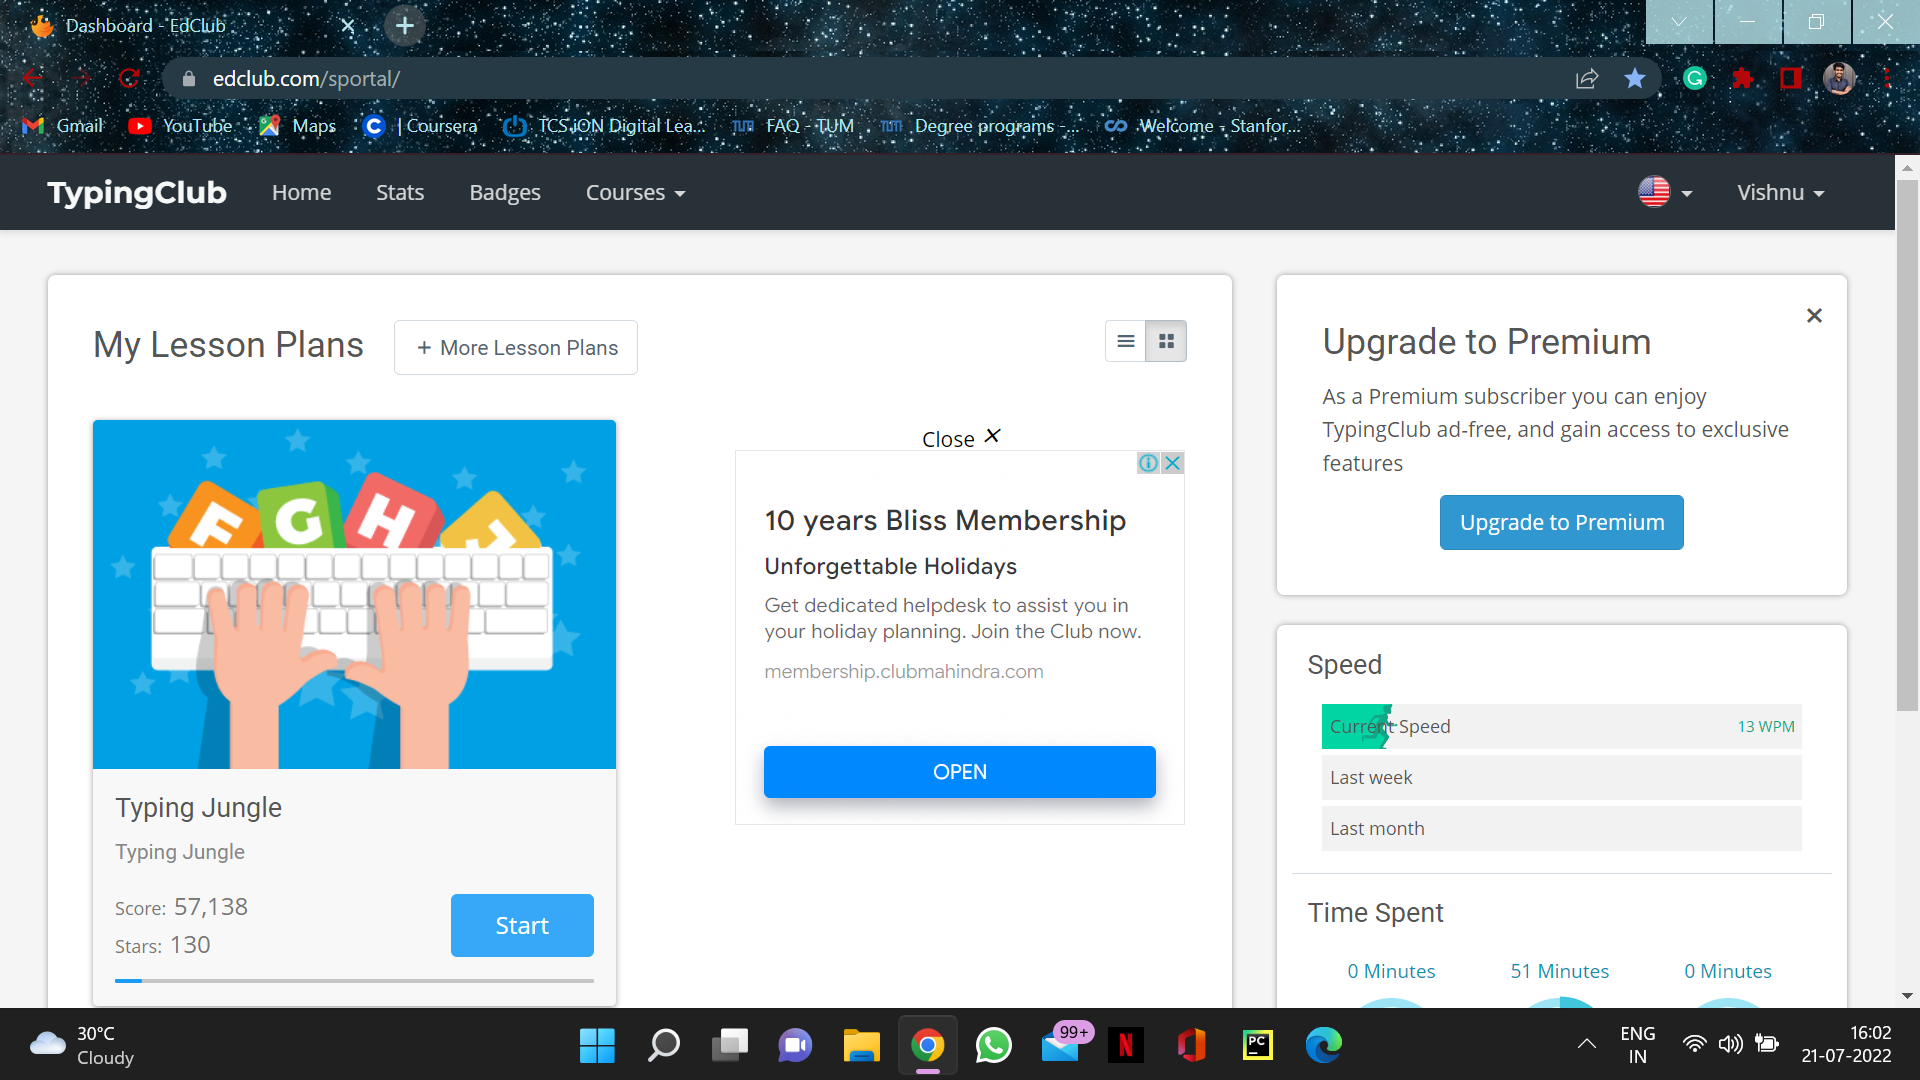 Dashboard - EdClub
edclub.com/sportal/
Gmail
YouTube
Maps
| Coursera
TCS iON Digital Lea...
FAQ - TUM
Degree programs -...
Welcome - Stanfor...
TypingClub
Home
Stats
Badges
Courses
Vishnu
My Lesson Plans
+ More Lesson Plans
F G H J
Typing Jungle
Typing Jungle
Score: 57,138
Stars: 130
Start
Close ×
10 years Bliss Membership
Unforgettable Holidays
Get dedicated helpdesk to assist you in
your holiday planning. Join the Club now.
membership.clubmahindra.com
OPEN
Upgrade to Premium
As a Premium subscriber you can enjoy
TypingClub ad-free, and gain access to exclusive
features
Upgrade to Premium
Speed
Current Speed 13 WPM
Last week
Last month
Time Spent
0 Minutes
51 Minutes
0 Minutes
30°C
Cloudy
99+
N
PC
ENG
IN
16:02
21-07-2022